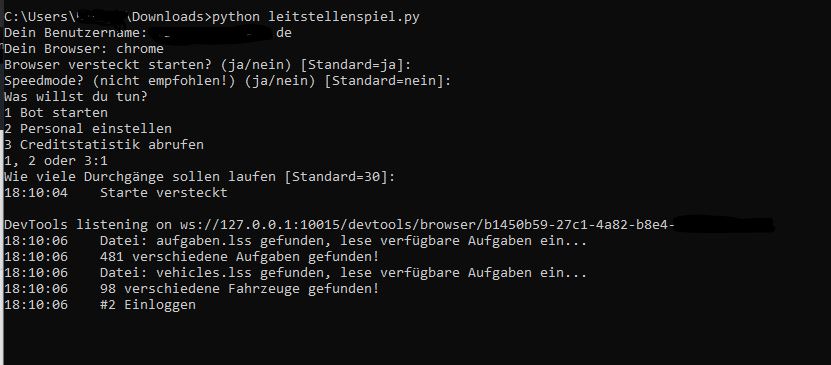 C:\Users\ \Downloads>python leitstellenspiel.py
Dein Benutzername: de
Dein Browser: chrome
Browser versteckt starten? (ja/nein) [Standard=ja]:
Speedmode? (nicht empfohlen!) (ja/nein) [Standard=nein]:
Was willst du tun?
1 Bot starten
2 Personal einstellen
3 Creditstatistik abrufen
1, 2 oder 3:1
Wie viele Durchgänge sollen laufen [Standard=30]:
18:10:04 Starte versteckt
DevTools listening on ws://127.0.0.1:10015/devtools/browser/b1450b59-27c1-4a82-b8e4-
18:10:06 Datei: aufgaben.lss gefunden, lese verfügbare Aufgaben ein...
18:10:06 481 verschiedene Aufgaben gefunden!
18:10:06 Datei: vehicles.lss gefunden, lese verfügbare Aufgaben ein...
18:10:06 98 verschiedene Fahrzeuge gefunden!
18:10:06 #2 Einloggen